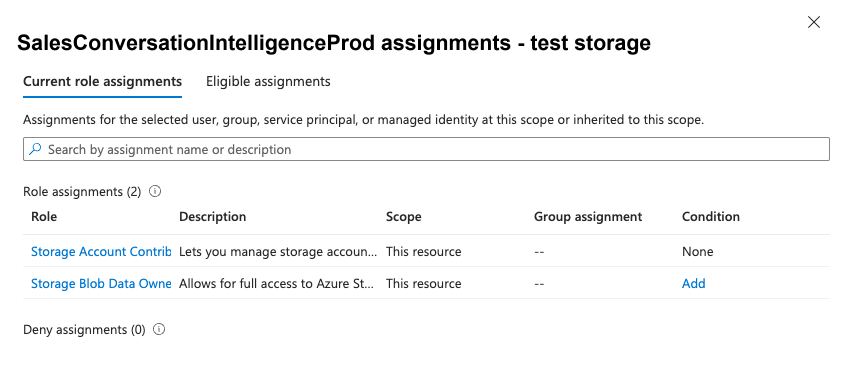 SalesConversationIntelligenceProd assignments - test storage
Current role assignments Eligible assignments
Assignments for the selected user, group, service principal, or managed identity at this scope or inherited to this scope.
Search by assignment name or description
Role assignments (2)
Role Description Scope Group assignment Condition
Storage Account Contrib Lets you manage storage accoun... This resource -- None
Storage Blob Data Owne Allows for full access to Azure St... This resource -- Add
Deny assignments (0)